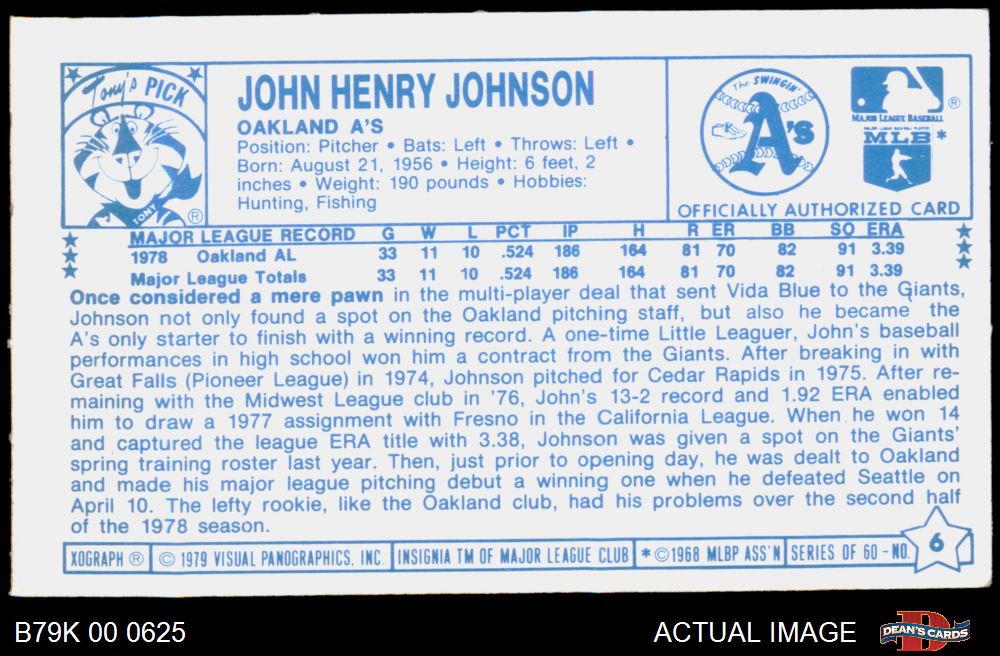 Tony's PICK
TONY ®
JOHN HENRY JOHNSON
OAKLAND A'S
Position: Pitcher • Bats: Left • Throws: Left •
Born: August 21, 1956 • Height: 6 feet, 2
inches • Weight: 190 pounds • Hobbies:
Hunting, Fishing
The SWINGIN'
A's
®
MAJOR LEAGUE BASEBALL
MAJOR LEAGUE BASEBALL PLAYERS
MLB *
OFFICIALLY AUTHORIZED CARD
MAJOR LEAGUE RECORD G W L PCT IP H R ER BB SO ERA
1978 Oakland AL 33 11 10 .524 186 164 81 70 82 91 3.39
Major League Totals 33 11 10 .524 186 164 81 70 82 91 3.39
Once considered a mere pawn in the multi-player deal that sent Vida Blue to the Giants,
Johnson not only found a spot on the Oakland pitching staff, but also he became the
A's only starter to finish with a winning record. A one-time Little Leaguer, John's baseball
performances in high school won him a contract from the Giants. After breaking in with
Great Falls (Pioneer League) in 1974, Johnson pitched for Cedar Rapids in 1975. After re-
maining with the Midwest League club in '76, John's 13-2 record and 1.92 ERA enabled
him to draw a 1977 assignment with Fresno in the California League. When he won 14
and captured the league ERA title with 3.38, Johnson was given a spot on the Giants'
spring training roster last year. Then, just prior to opening day, he was dealt to Oakland
and made his major league pitching debut a winning one when he defeated Seattle on
April 10. The lefty rookie, like the Oakland club, had his problems over the second half
of the 1978 season.
XOGRAPH ® © 1979 VISUAL PANOGRAPHICS, INC. INSIGNIA TM OF MAJOR LEAGUE CLUB * © 1968 MLBP ASS'N SERIES OF 60 - NO. 6
B79K 00 0625
ACTUAL IMAGE
DEAN'S CARDS